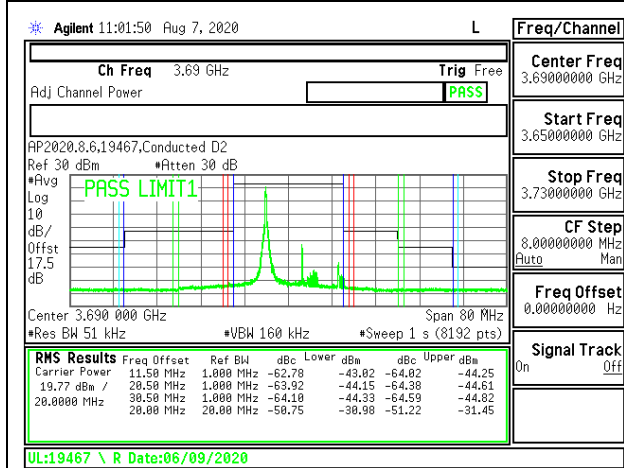 Agilent 11:01:50 Aug 7, 2020 L
Freq/Channel
Ch Freq 3.69 GHz Trig Free
Adj Channel Power PASS
AP2020.8.6,19467,Conducted D2
Ref 30 dBm #Atten 30 dB
#Avg
Log
10
dB/
Offst
17.5
dB
PASS LIMIT1
Center 3.690 000 GHz Span 80 MHz
#Res BW 51 kHz #VBW 160 kHz #Sweep 1 s (8192 pts)
RMS Results Freq Offset Ref BW dBc Lower dBm dBc Upper dBm
Carrier Power 11.50 MHz 1.000 MHz -62.78 -43.02 -64.02 -44.25
19.77 dBm / 20.50 MHz 1.000 MHz -63.92 -44.15 -64.38 -44.61
20.0000 MHz 30.50 MHz 1.000 MHz -64.10 -44.33 -64.59 -44.82
20.00 MHz 20.00 MHz -50.75 -30.98 -51.22 -31.45
UL:19467 \ R Date:06/09/2020
Center Freq
3.69000000 GHz
Start Freq
3.65000000 GHz
Stop Freq
3.73000000 GHz
CF Step
8.00000000 MHz
Auto Man
Freq Offset
0.00000000 Hz
Signal Track
On Off